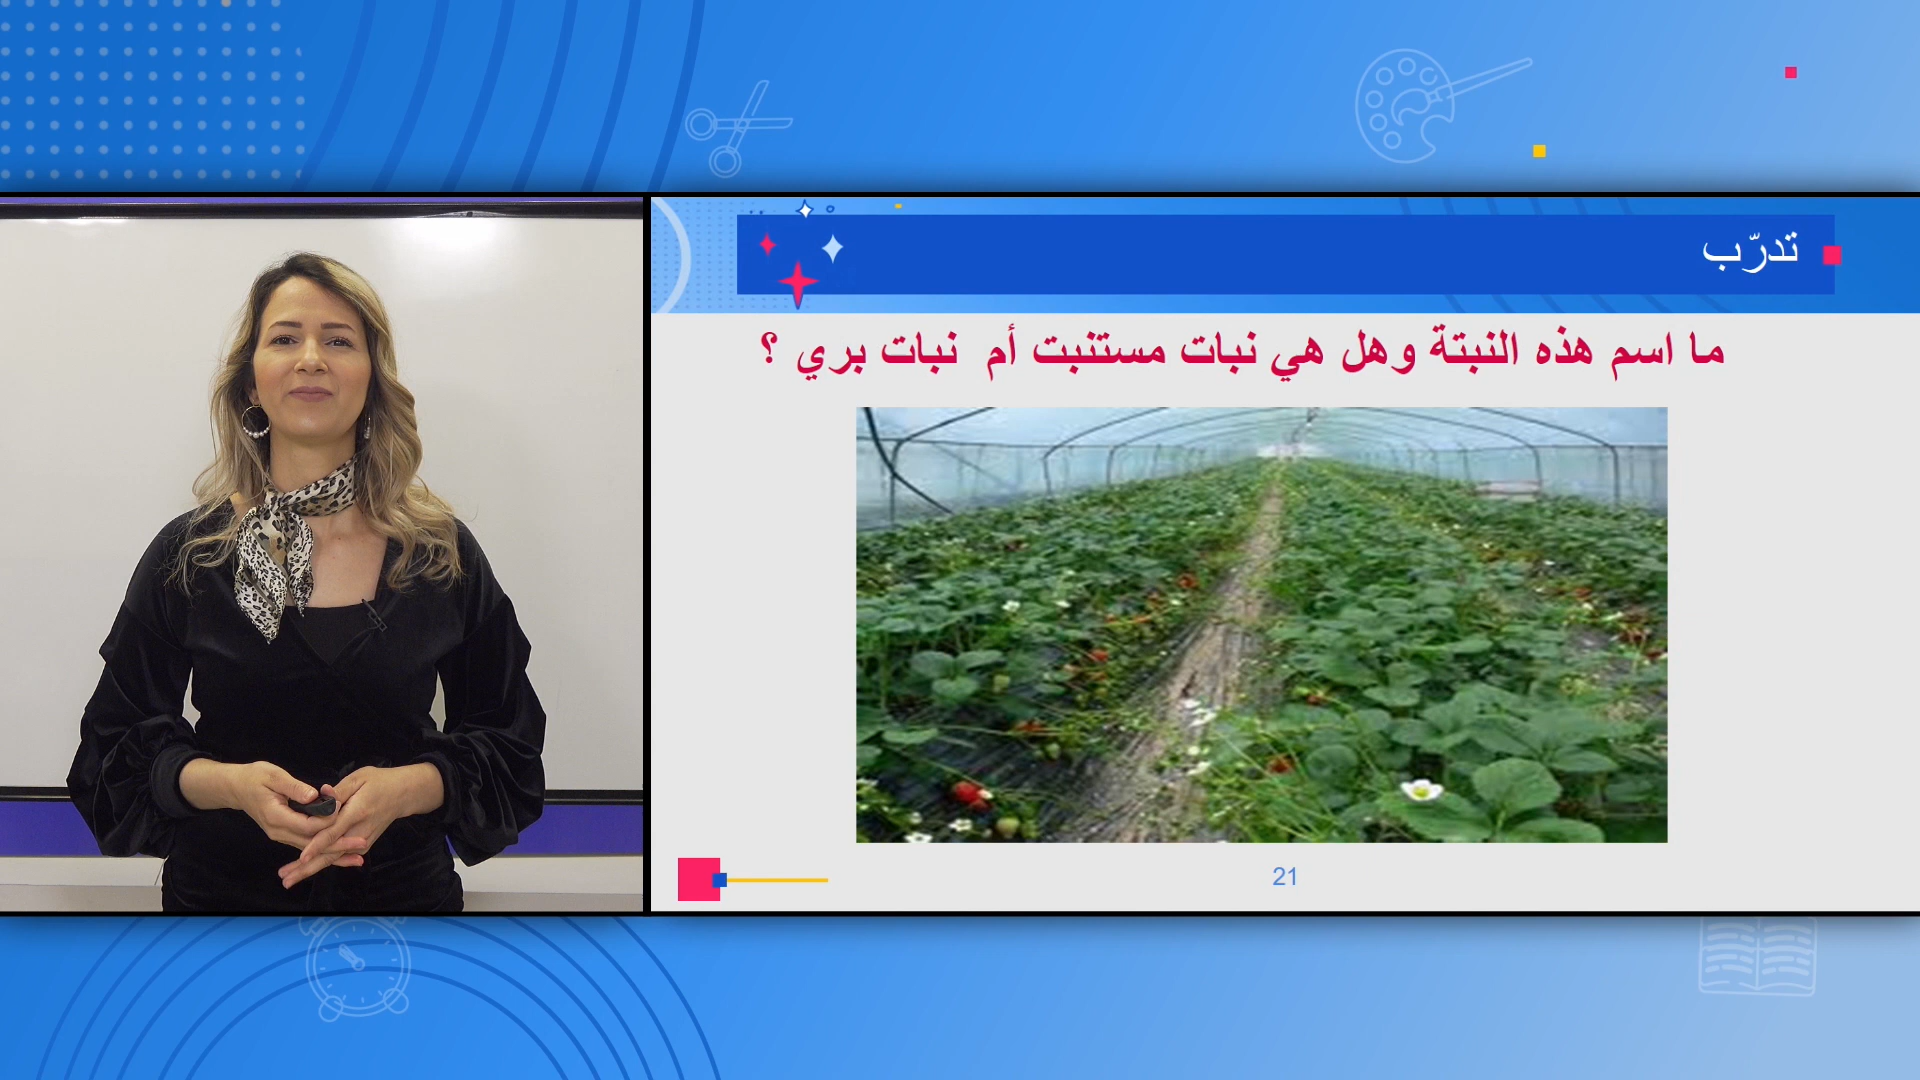 تدرّب
ما اسم هذه النبتة وهل هي نبات مستنبت أم نبات بري ؟
21